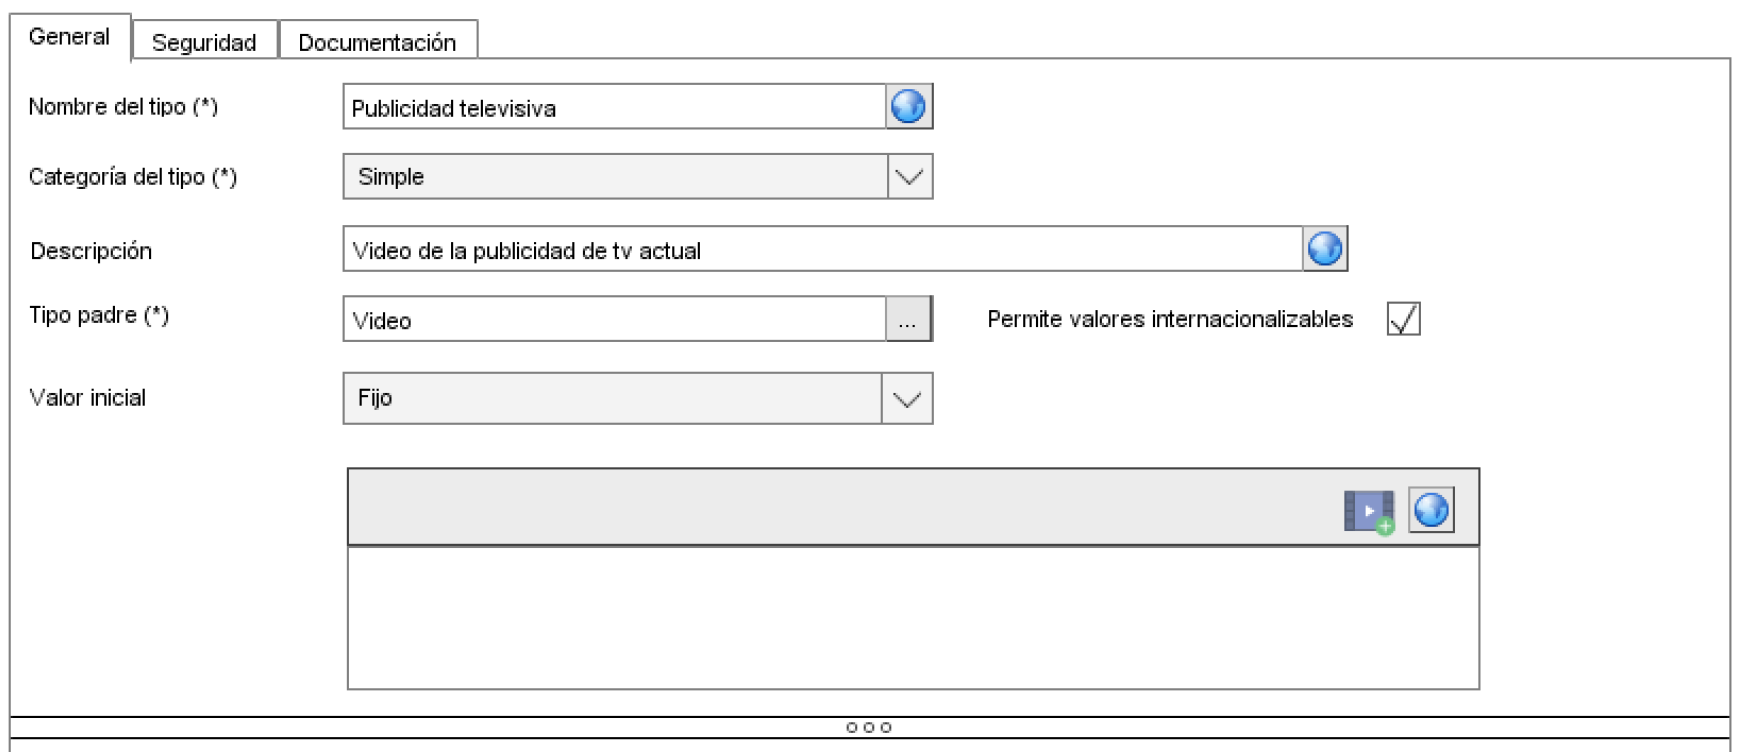 General
Seguridad
Documentación
Nombre del tipo (*)
Publicidad televisiva
Categoría del tipo (*)
Simple
Descripción
Video de la publicidad de tv actual
Tipo padre (*)
Video
...
Permite valores internacionalizables
Valor inicial
Fijo